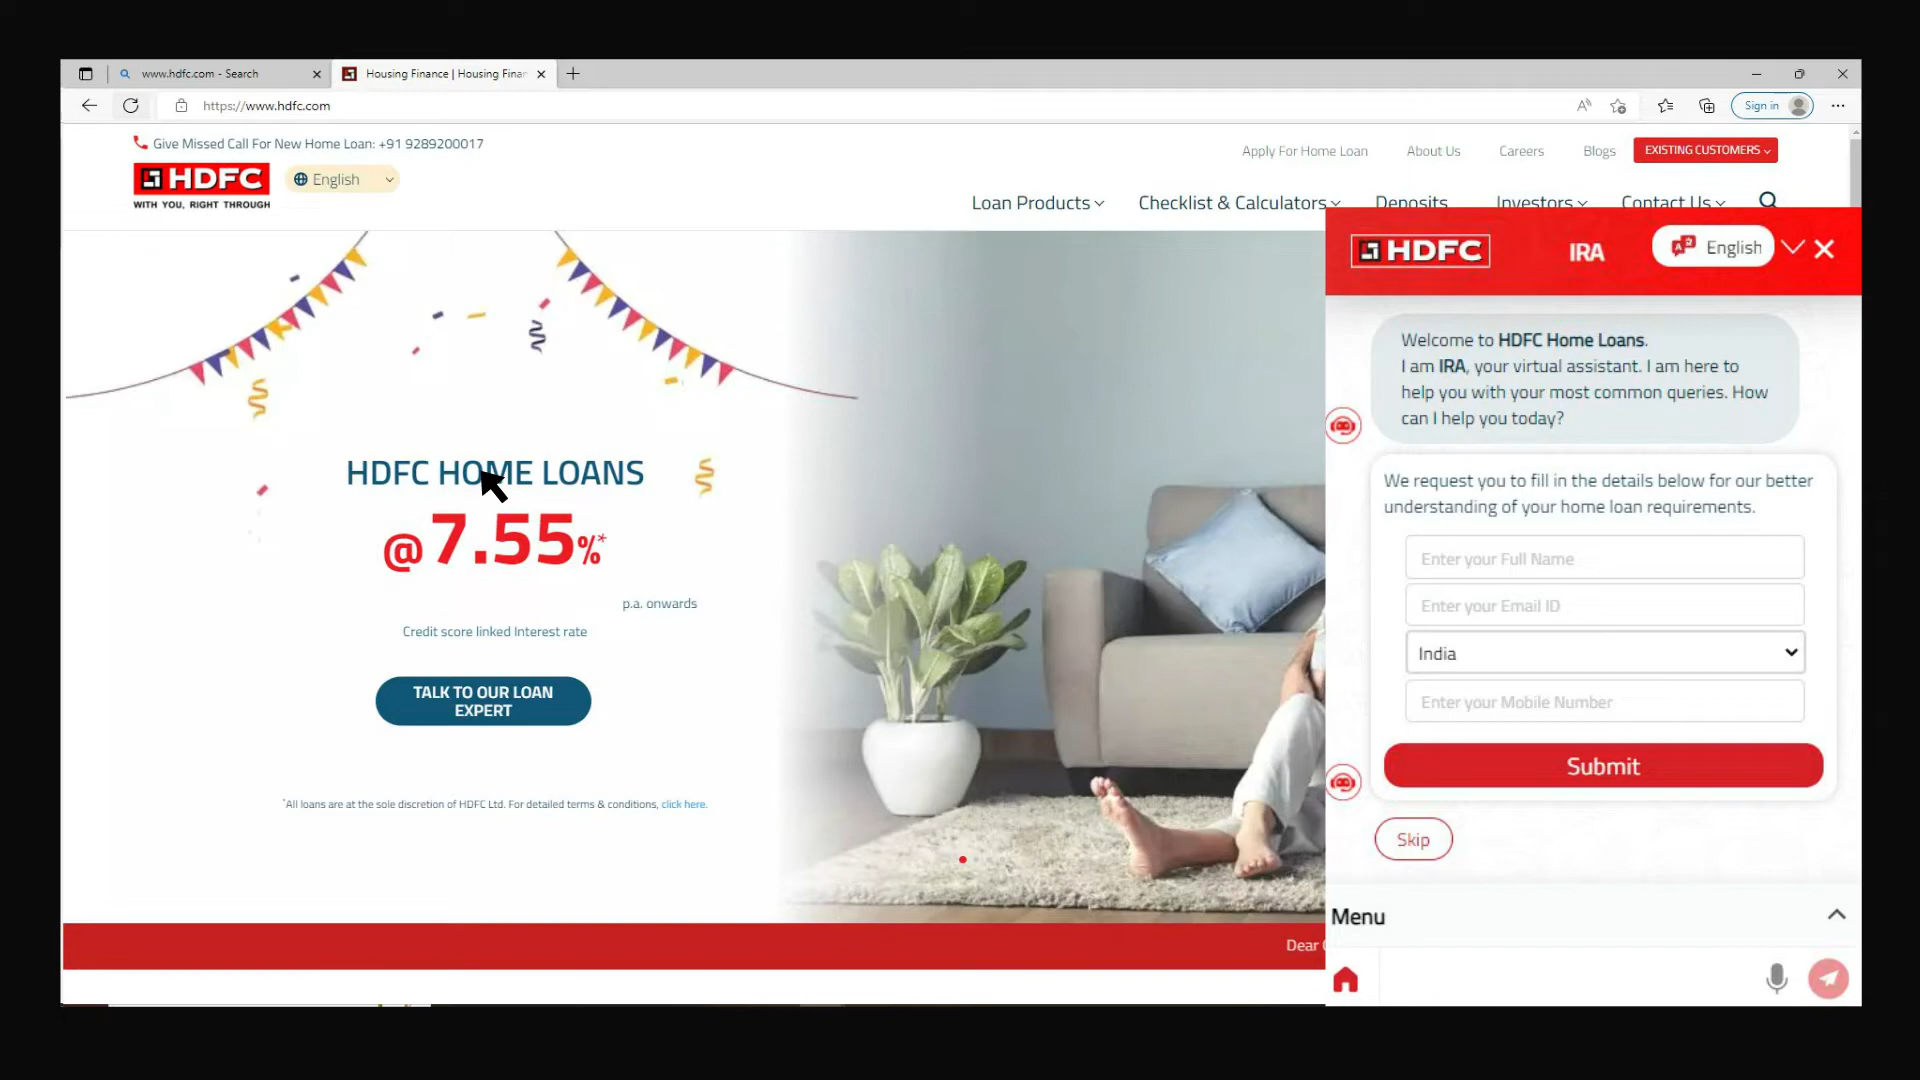 www.hdfc.com - Search
Housing Finance | Housing Finan
https://www.hdfc.com
Sign in
Give Missed Call For New Home Loan: +91 9289200017
Apply For Home Loan
About Us
Careers
Blogs
EXISTING CUSTOMERS
HDFC
WITH YOU, RIGHT THROUGH
English
Loan Products
Checklist & Calculators
Deposits
Investors
Contact Us
HDFC HOME LOANS
@7.55%*
p.a. onwards
Credit score linked Interest rate
TALK TO OUR LOAN
EXPERT
*All loans are at the sole discretion of HDFC Ltd. For detailed terms & conditions, click here.
Dear
HDFC
IRA
English
Welcome to HDFC Home Loans.
I am IRA, your virtual assistant. I am here to
help you with your most common queries. How
can I help you today?
We request you to fill in the details below for our better
understanding of your home loan requirements.
Enter your Full Name
Enter your Email ID
India
Enter your Mobile Number
Submit
Skip
Menu